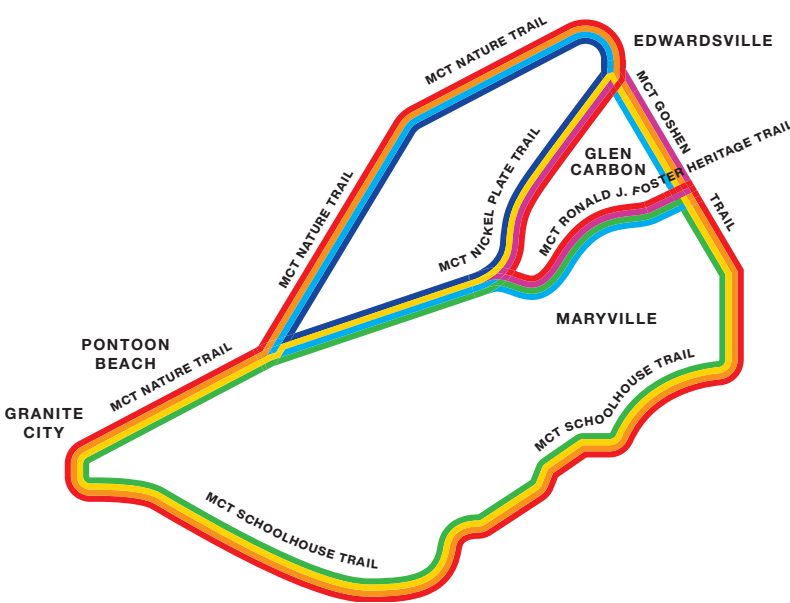 MCT NATURE TRAIL
EDWARDSVILLE
MCT GOSHEN
TRAIL
GLEN
CARBON
MCT RONALD J. FOSTER HERITAGE TRAIL
MCT NICKEL PLATE TRAIL
MCT NATURE TRAIL
MARYVILLE
PONTOON
BEACH
MCT NATURE TRAIL
GRANITE
CITY
MCT SCHOOLHOUSE TRAIL
MCT SCHOOLHOUSE TRAIL